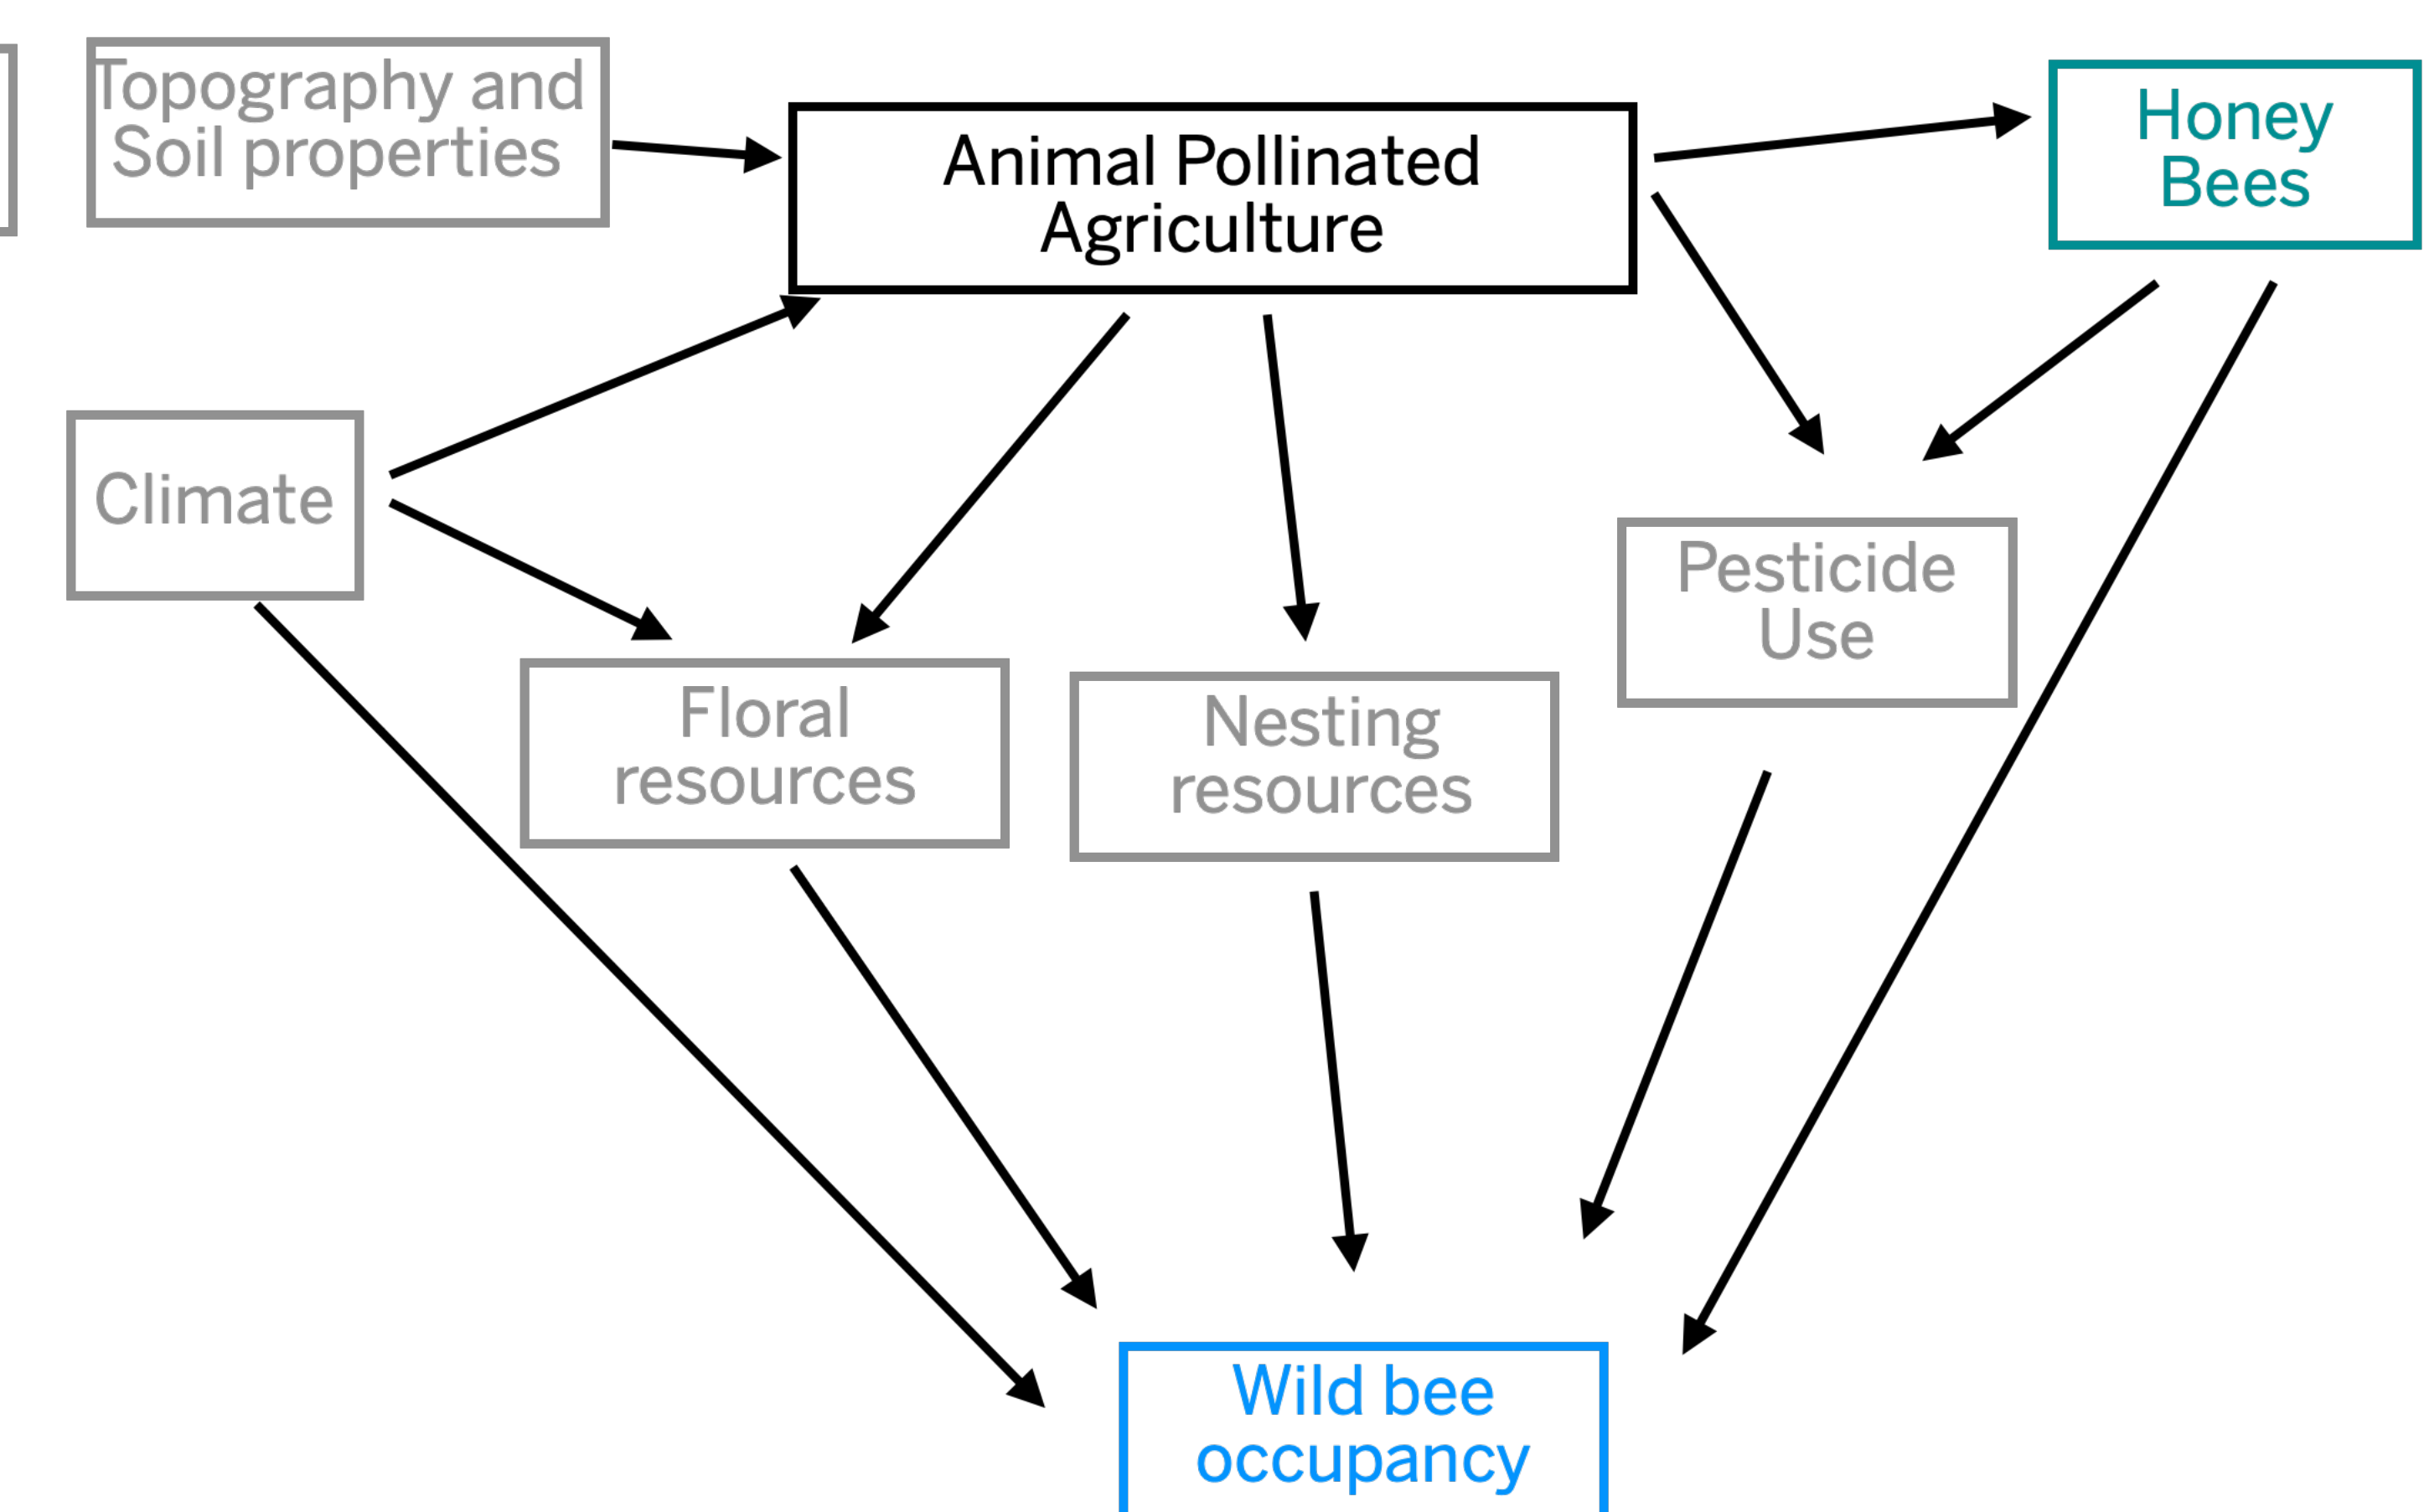 Topography and
Soil properties
Animal Pollinated
Agriculture
Honey
Bees
Climate
Pesticide
Use
Floral
resources
Nesting
resources
Wild bee
occupancy